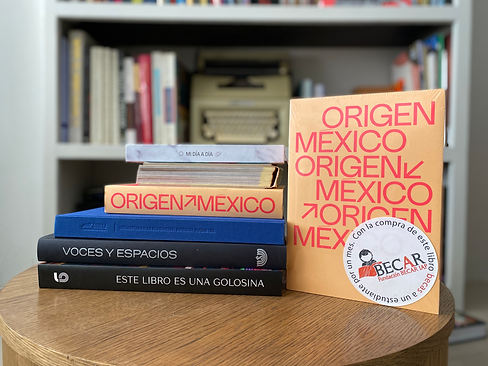 MI DÍA A DÍA
ORIGEN↗MEXICO
VOCES Y ESPACIOS
ESTE LIBRO ES UNA GOLOSINA
ORIGEN
MEXICO
ORIGEN↙
MEXICO
↗ORIGEN
MEX
Con la compra de este libro becas a un estudiante por un mes.
BECAR
Fundación BECAR IAP